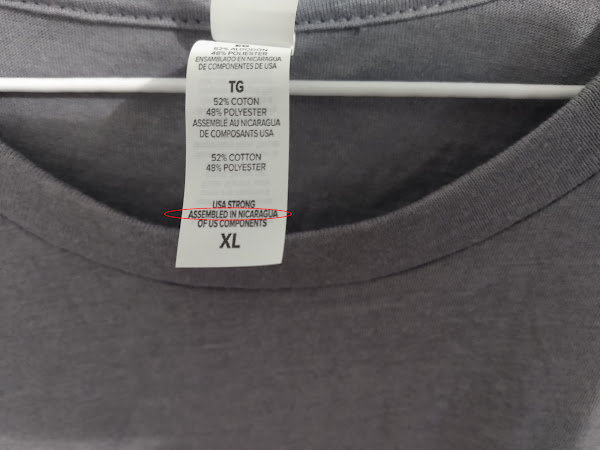 52% ALGODÓN
48% POLIÉSTER
ENSAMBLADO EN NICARAGUA
DE COMPONENTES DE USA
TG
52% COTON
48% POLYESTER
ASSEMBLÉ AU NICARAGUA
DE COMPOSANTS USA
52% COTTON
48% POLYESTER
USA STRONG
ASSEMBLED IN NICARAGUA
OF US COMPONENTS
XL